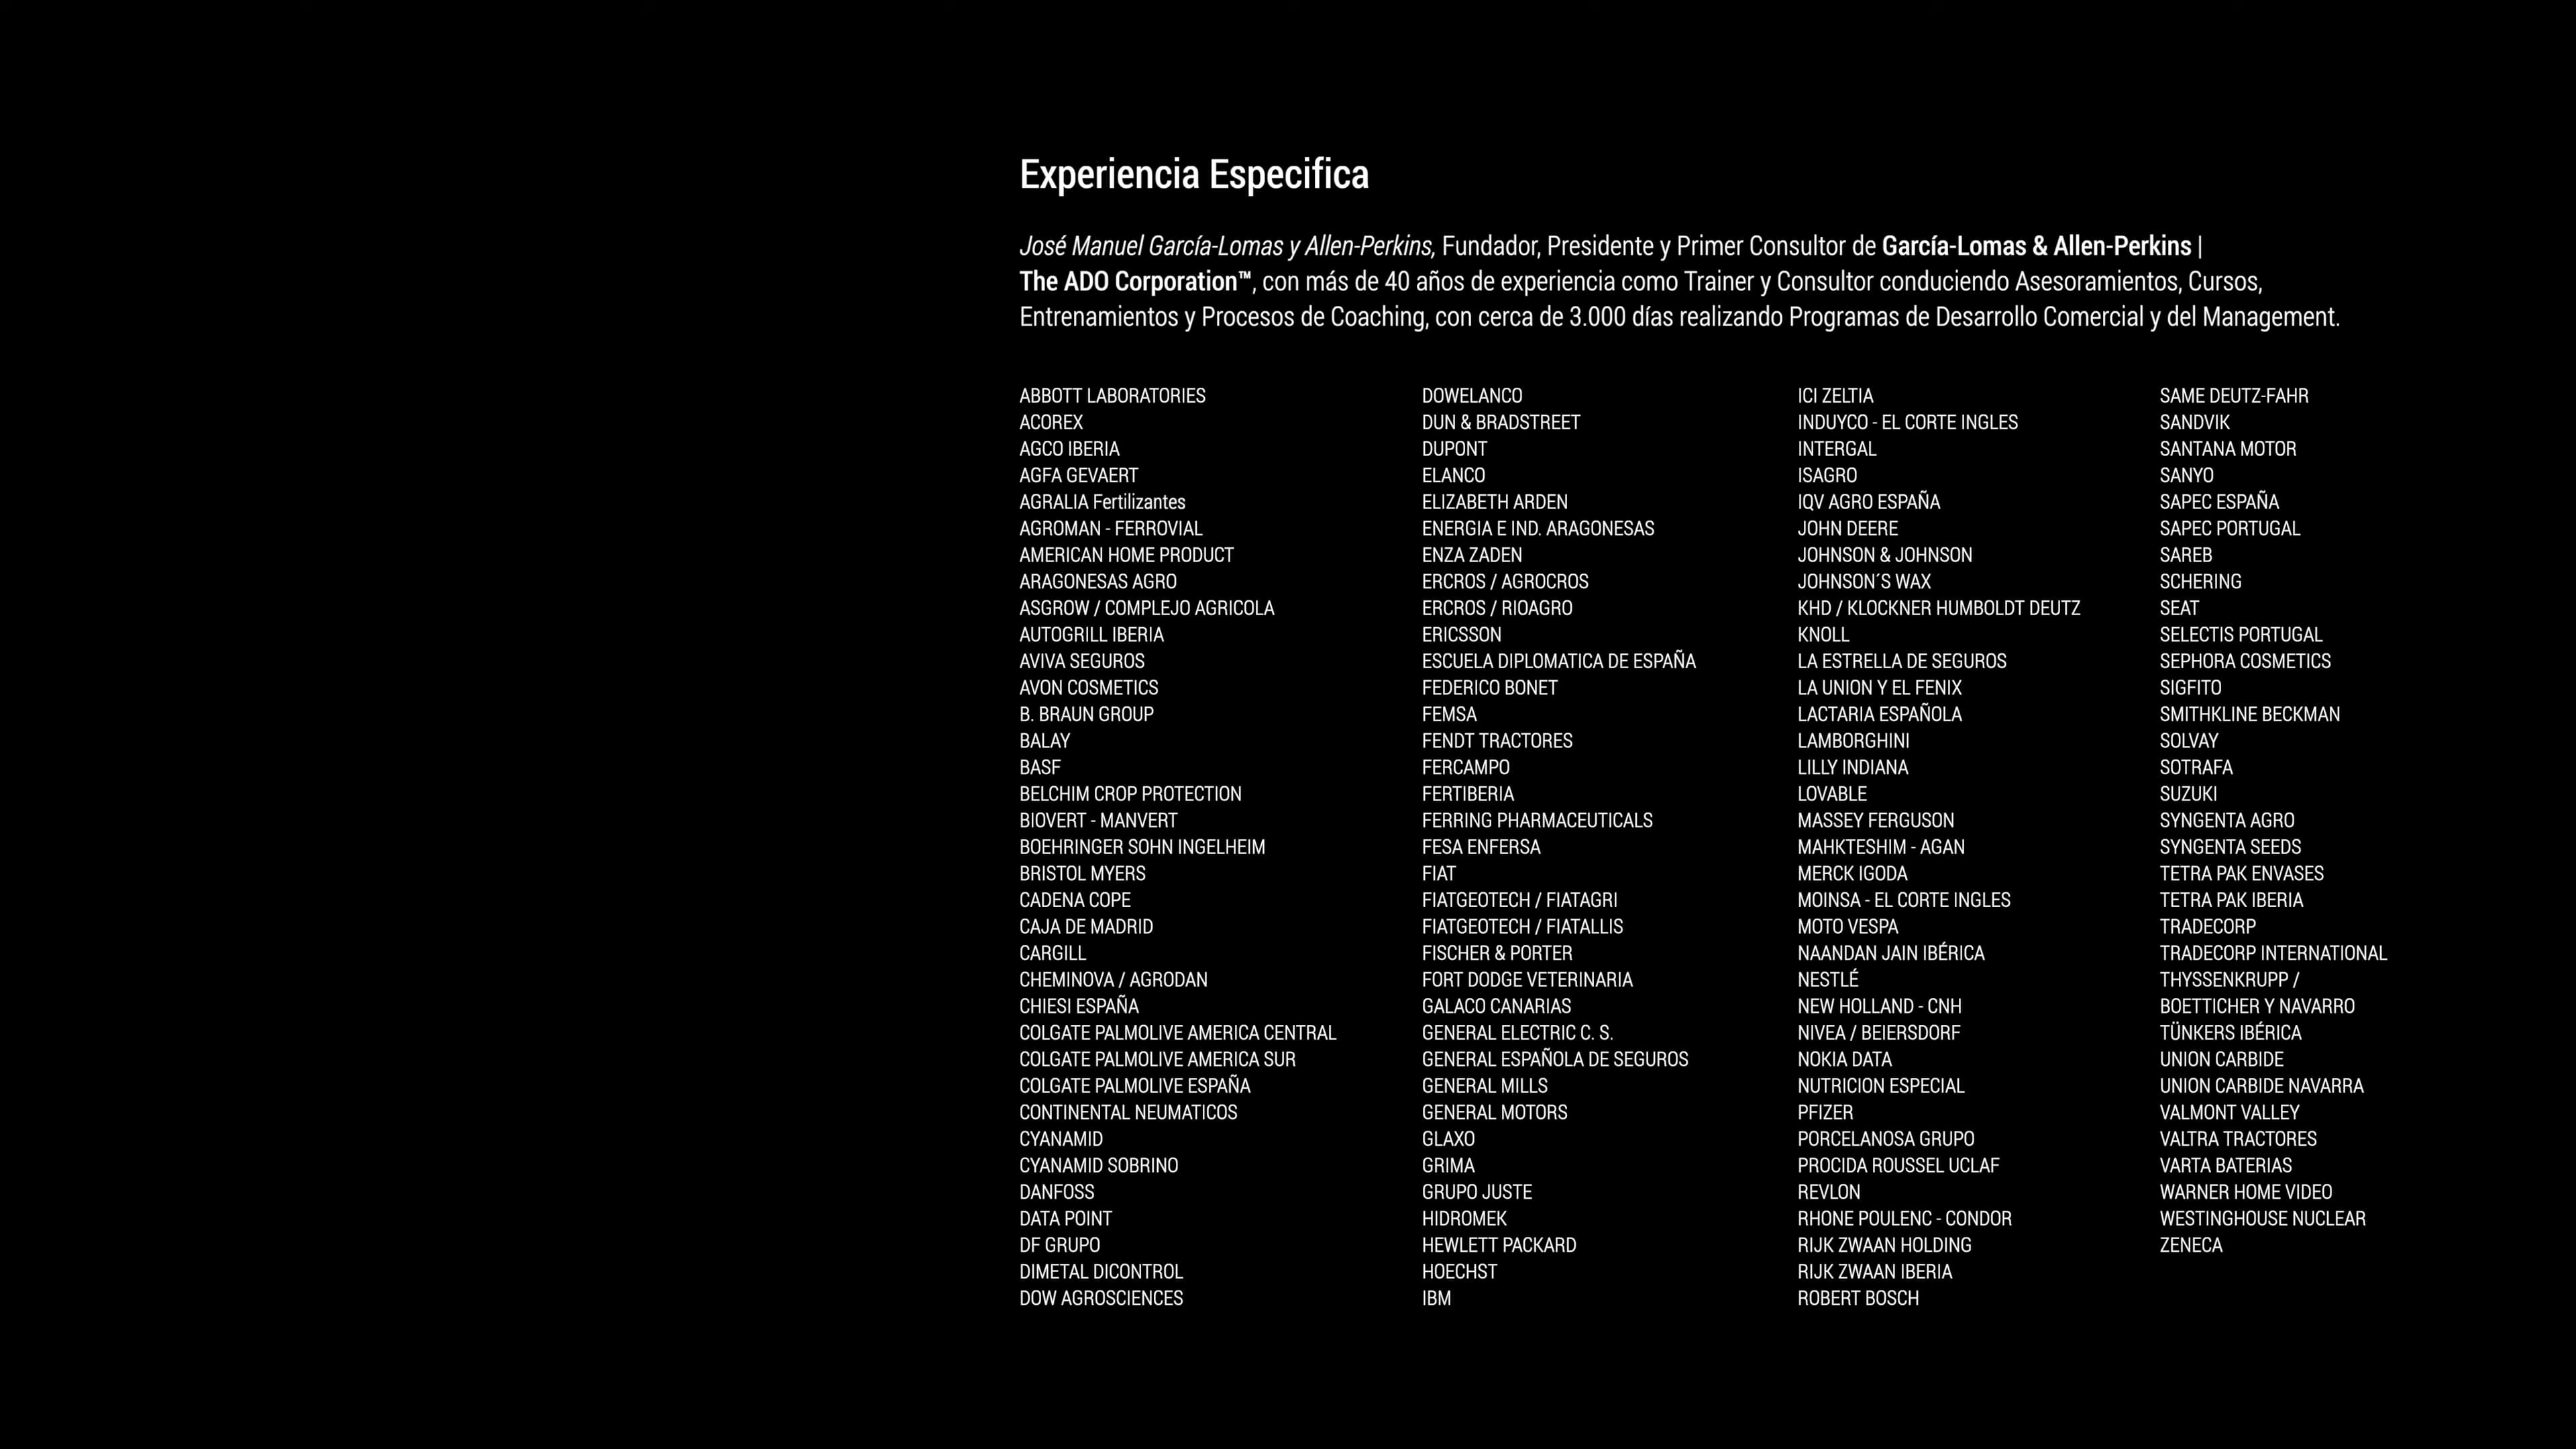 Experiencia Especifica
José Manuel García-Lomas y Allen-Perkins, Fundador, Presidente y Primer Consultor de García-Lomas & Allen-Perkins |
The ADO Corporation™, con más de 40 años de experiencia como Trainer y Consultor conduciendo Asesoramientos, Cursos,
Entrenamientos y Procesos de Coaching, con cerca de 3.000 días realizando Programas de Desarrollo Comercial y del Management.
ABBOTT LABORATORIES
ACOREX
AGCO IBERIA
AGFA GEVAERT
AGRALIA Fertilizantes
AGROMAN - FERROVIAL
AMERICAN HOME PRODUCT
ARAGONESAS AGRO
ASGROW / COMPLEJO AGRICOLA
AUTOGRILL IBERIA
AVIVA SEGUROS
AVON COSMETICS
B. BRAUN GROUP
BALAY
BASF
BELCHIM CROP PROTECTION
BIOVERT - MANVERT
BOEHRINGER SOHN INGELHEIM
BRISTOL MYERS
CADENA COPE
CAJA DE MADRID
CARGILL
CHEMINOVA / AGRODAN
CHIESI ESPAÑA
COLGATE PALMOLIVE AMERICA CENTRAL
COLGATE PALMOLIVE AMERICA SUR
COLGATE PALMOLIVE ESPAÑA
CONTINENTAL NEUMATICOS
CYANAMID
CYANAMID SOBRINO
DANFOSS
DATA POINT
DF GRUPO
DIMETAL DICONTROL
DOW AGROSCIENCES
DOWELANCO
DUN & BRADSTREET
DUPONT
ELANCO
ELIZABETH ARDEN
ENERGIA E IND. ARAGONESAS
ENZA ZADEN
ERCROS / AGROCROS
ERCROS / RIOAGRO
ERICSSON
ESCUELA DIPLOMATICA DE ESPAÑA
FEDERICO BONET
FEMSA
FENDT TRACTORES
FERCAMPO
FERTIBERIA
FERRING PHARMACEUTICALS
FESA ENFERSA
FIAT
FIATGEOTECH / FIATAGRI
FIATGEOTECH / FIATALLIS
FISCHER & PORTER
FORT DODGE VETERINARIA
GALACO CANARIAS
GENERAL ELECTRIC C. S.
GENERAL ESPAÑOLA DE SEGUROS
GENERAL MILLS
GENERAL MOTORS
GLAXO
GRIMA
GRUPO JUSTE
HIDROMEK
HEWLETT PACKARD
HOECHST
IBM
ICI ZELTIA
INDUYCO - EL CORTE INGLES
INTERGAL
ISAGRO
IQV AGRO ESPAÑA
JOHN DEERE
JOHNSON & JOHNSON
JOHNSON´S WAX
KHD / KLOCKNER HUMBOLDT DEUTZ
KNOLL
LA ESTRELLA DE SEGUROS
LA UNION Y EL FENIX
LACTARIA ESPAÑOLA
LAMBORGHINI
LILLY INDIANA
LOVABLE
MASSEY FERGUSON
MAHKTESHIM - AGAN
MERCK IGODA
MOINSA - EL CORTE INGLES
MOTO VESPA
NAANDAN JAIN IBÉRICA
NESTLÉ
NEW HOLLAND - CNH
NIVEA / BEIERSDORF
NOKIA DATA
NUTRICION ESPECIAL
PFIZER
PORCELANOSA GRUPO
PROCIDA ROUSSEL UCLAF
REVLON
RHONE POULENC - CONDOR
RIJK ZWAAN HOLDING
RIJK ZWAAN IBERIA
ROBERT BOSCH
SAME DEUTZ-FAHR
SANDVIK
SANTANA MOTOR
SANYO
SAPEC ESPAÑA
SAPEC PORTUGAL
SAREB
SCHERING
SEAT
SELECTIS PORTUGAL
SEPHORA COSMETICS
SIGFITO
SMITHKLINE BECKMAN
SOLVAY
SOTRAFA
SUZUKI
SYNGENTA AGRO
SYNGENTA SEEDS
TETRA PAK ENVASES
TETRA PAK IBERIA
TRADECORP
TRADECORP INTERNATIONAL
THYSSENKRUPP /
BOETTICHER Y NAVARRO
TÜNKERS IBÉRICA
UNION CARBIDE
UNION CARBIDE NAVARRA
VALMONT VALLEY
VALTRA TRACTORES
VARTA BATERIAS
WARNER HOME VIDEO
WESTINGHOUSE NUCLEAR
ZENECA